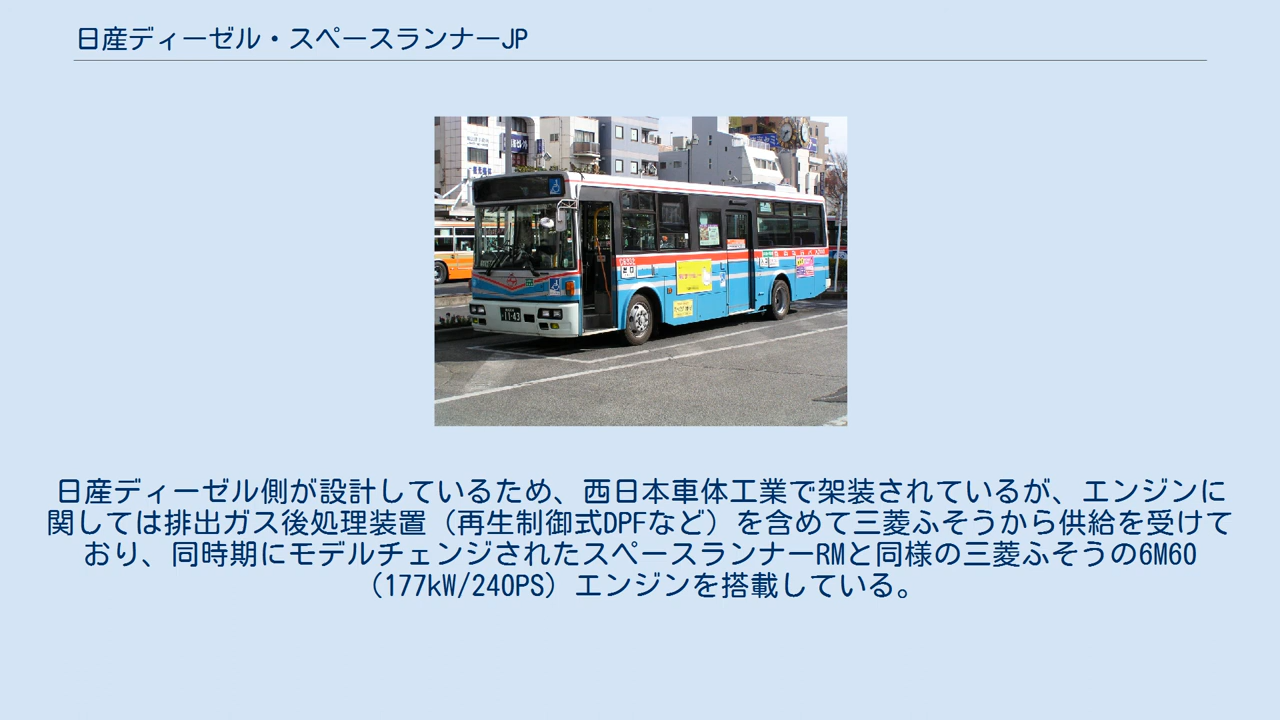 日産ディーゼル・スペースランナーJP
11-43
日産ディーゼル側が設計しているため、西日本車体工業で架装されているが、エンジンに
関しては排出ガス後処理装置（再生制御式DPFなど）を含めて三菱ふそうから供給を受けて
おり、同時期にモデルチェンジされたスペースランナーRMと同様の三菱ふそうの6M60
（177kW/240PS）エンジンを搭載している。